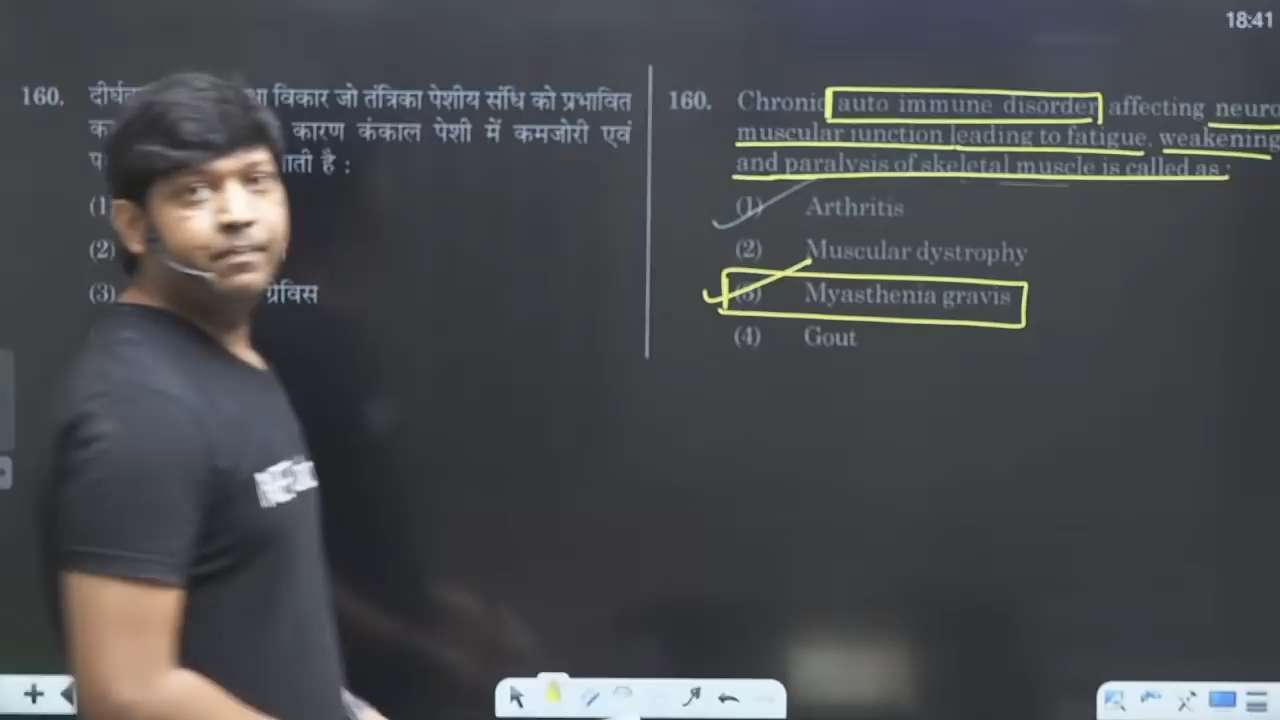 18:41
160. दीर्घ ा विकार जो तंत्रिका पेशीय संधि को प्रभावित
क कारण कंकाल पेशी में कमजोरी एवं
प ाती है :
(1)
(2)
(3) ग्रेविस
160. Chronic auto immune disorder affecting neuro
muscular junction leading to fatigue, weakening
and paralysis of skeletal muscle is called as :
(1) Arthritis
(2) Muscular dystrophy
(3) Myasthenia gravis
(4) Gout